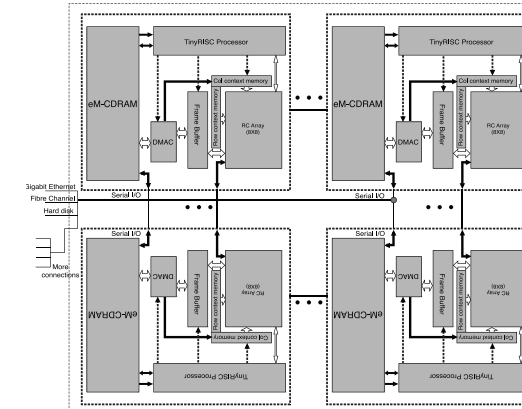 TinyRISC Processor
TinyRISC Processor
Col context memory
Col context memory
eM-CDRAM
eM-CDRAM
Frame Buffer
Row context memory
RC Array
(8X8)
Frame Buffer
Row context memory
RC Array
(8X8)
DMAC
DMAC
Gigabit Ethernet
Serial I/O
Serial I/O
Fibre Channel
Hard disk
Serial I/O
Serial I/O
More
connections
DMAC
Frame Buffer
Row context memory
RC Array
(8X8)
DMAC
Frame Buffer
Row context memory
RC Array
(8X8)
eM-CDRAM
eM-CDRAM
Col context memory
Col context memory
TinyRISC Processor
TinyRISC Processor